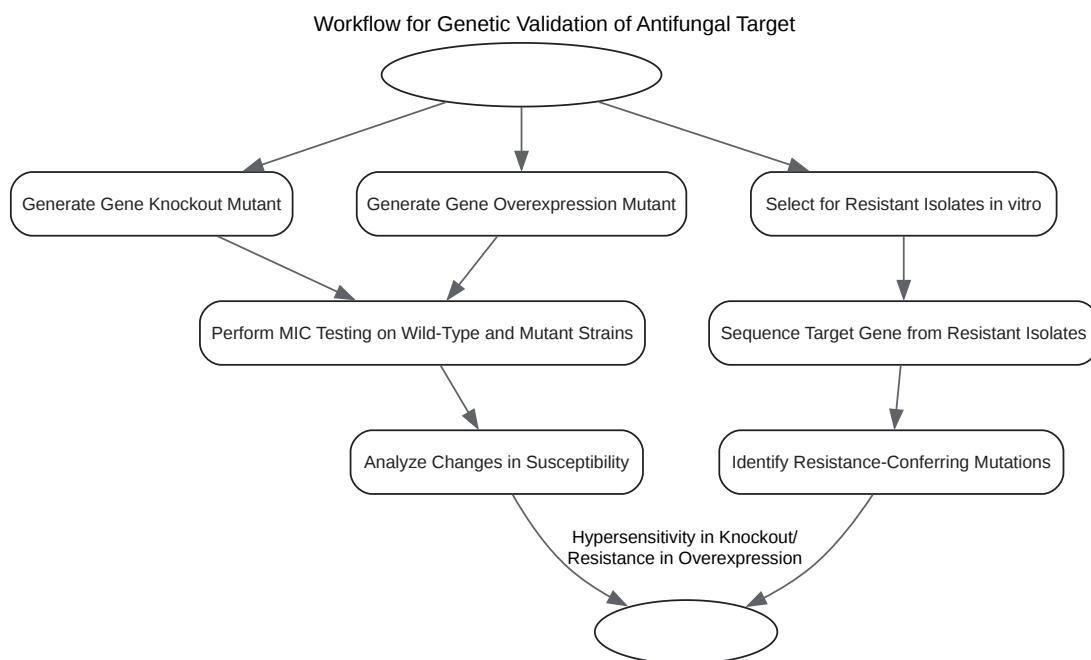 Workflow for Genetic Validation of Antifungal Target
Generate Gene Knockout Mutant
Generate Gene Overexpression Mutant
Select for Resistant Isolates in vitro
Perform MIC Testing on Wild-Type and Mutant Strains
Sequence Target Gene from Resistant Isolates
Analyze Changes in Susceptibility
Identify Resistance-Conferring Mutations
Hypersensitivity in Knockout/
Resistance in Overexpression